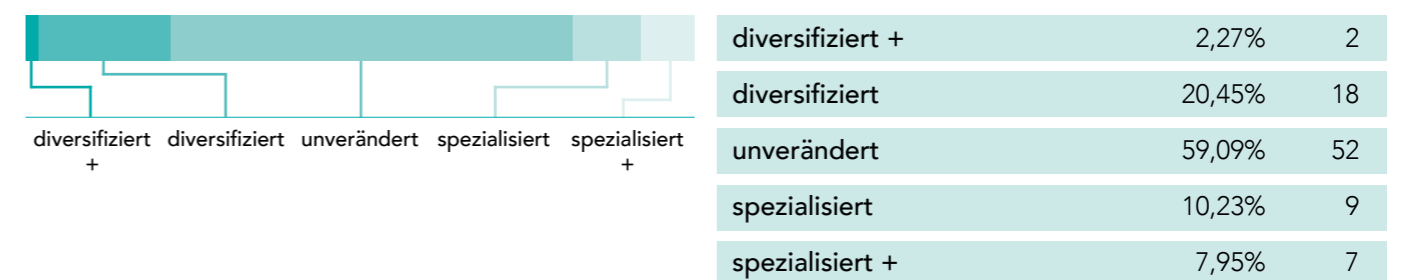 diversifiziert +
diversifiziert
unverändert
spezialisiert
spezialisiert +
diversifiziert + 2,27% 2
diversifiziert 20,45% 18
unverändert 59,09% 52
spezialisiert 10,23% 9
spezialisiert + 7,95% 7